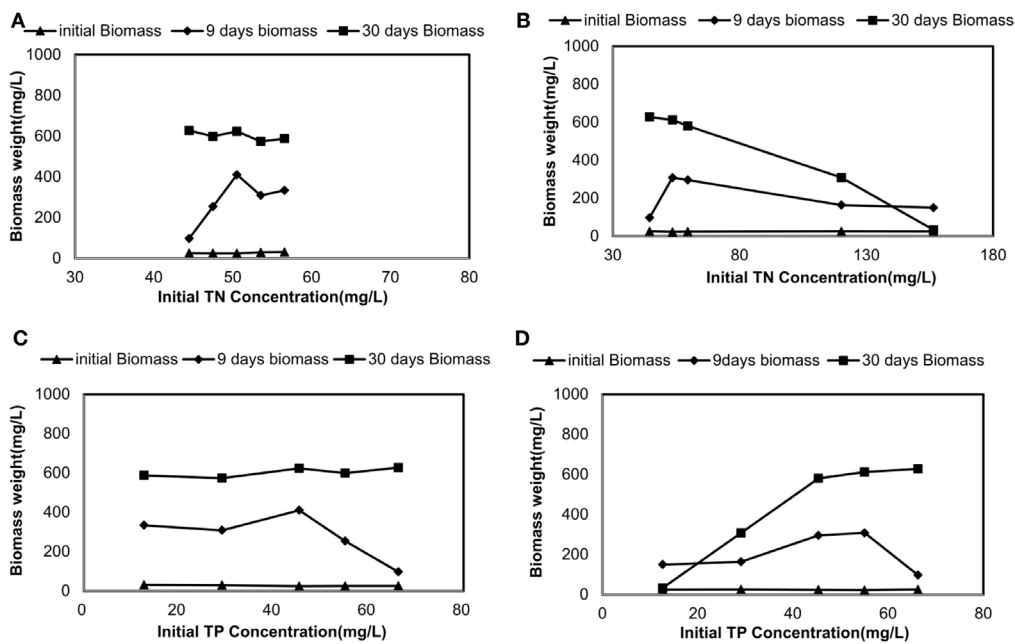 A
initial Biomass 9 days biomass 30 days Biomass
1000
800
600
400
200
0
Biomass weight(mg/L)
30 40 50 60 70 80
Initial TN Concentration(mg/L)
B
initial Biomass 9 days biomass 30 days Biomass
1000
800
600
400
200
0
Biomass weight(mg/L)
30 80 130 180
Initial TN Concentration(mg/L)
C
initial Biomass 9 days biomass 30 days Biomass
1000
800
600
400
200
0
Biomass weight(mg/L)
0 20 40 60 80
Initial TP Concentration(mg/L)
D
initial Biomass 9days biomass 30 days Biomass
1000
800
600
400
200
0
Biomass weight(mg/L)
0 20 40 60 80
Initial TP Concentration(mg/L)